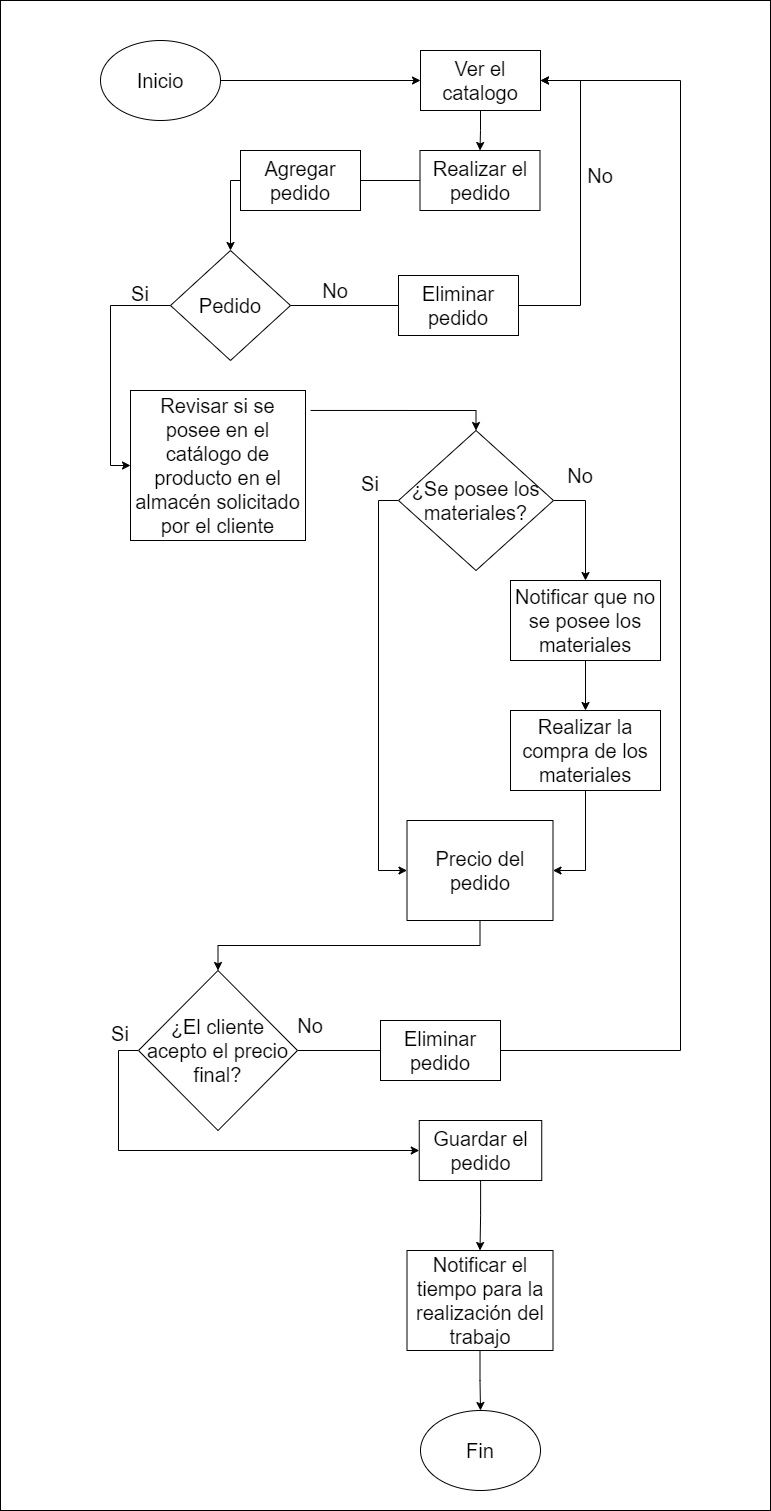 Inicio
Ver el
catalogo
Agregar
pedido
Realizar el
pedido
No
Si
Pedido
No
Eliminar
pedido
Revisar si se
posee en el
catálogo de
producto en el
almacén solicitado
por el cliente
Si
¿Se posee los
materiales?
No
Notificar que no
se posee los
materiales
Realizar la
compra de los
materiales
Precio del
pedido
Si
¿El cliente
acepto el precio
final?
No
Eliminar
pedido
Guardar el
pedido
Notificar el
tiempo para la
realización del
trabajo
Fin